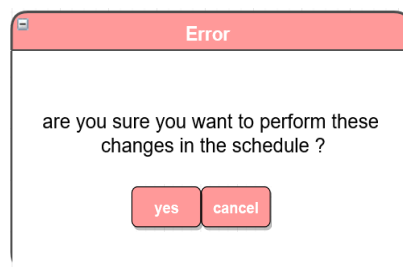 Error
are you sure you want to perform these
changes in the schedule ?
yes cancel